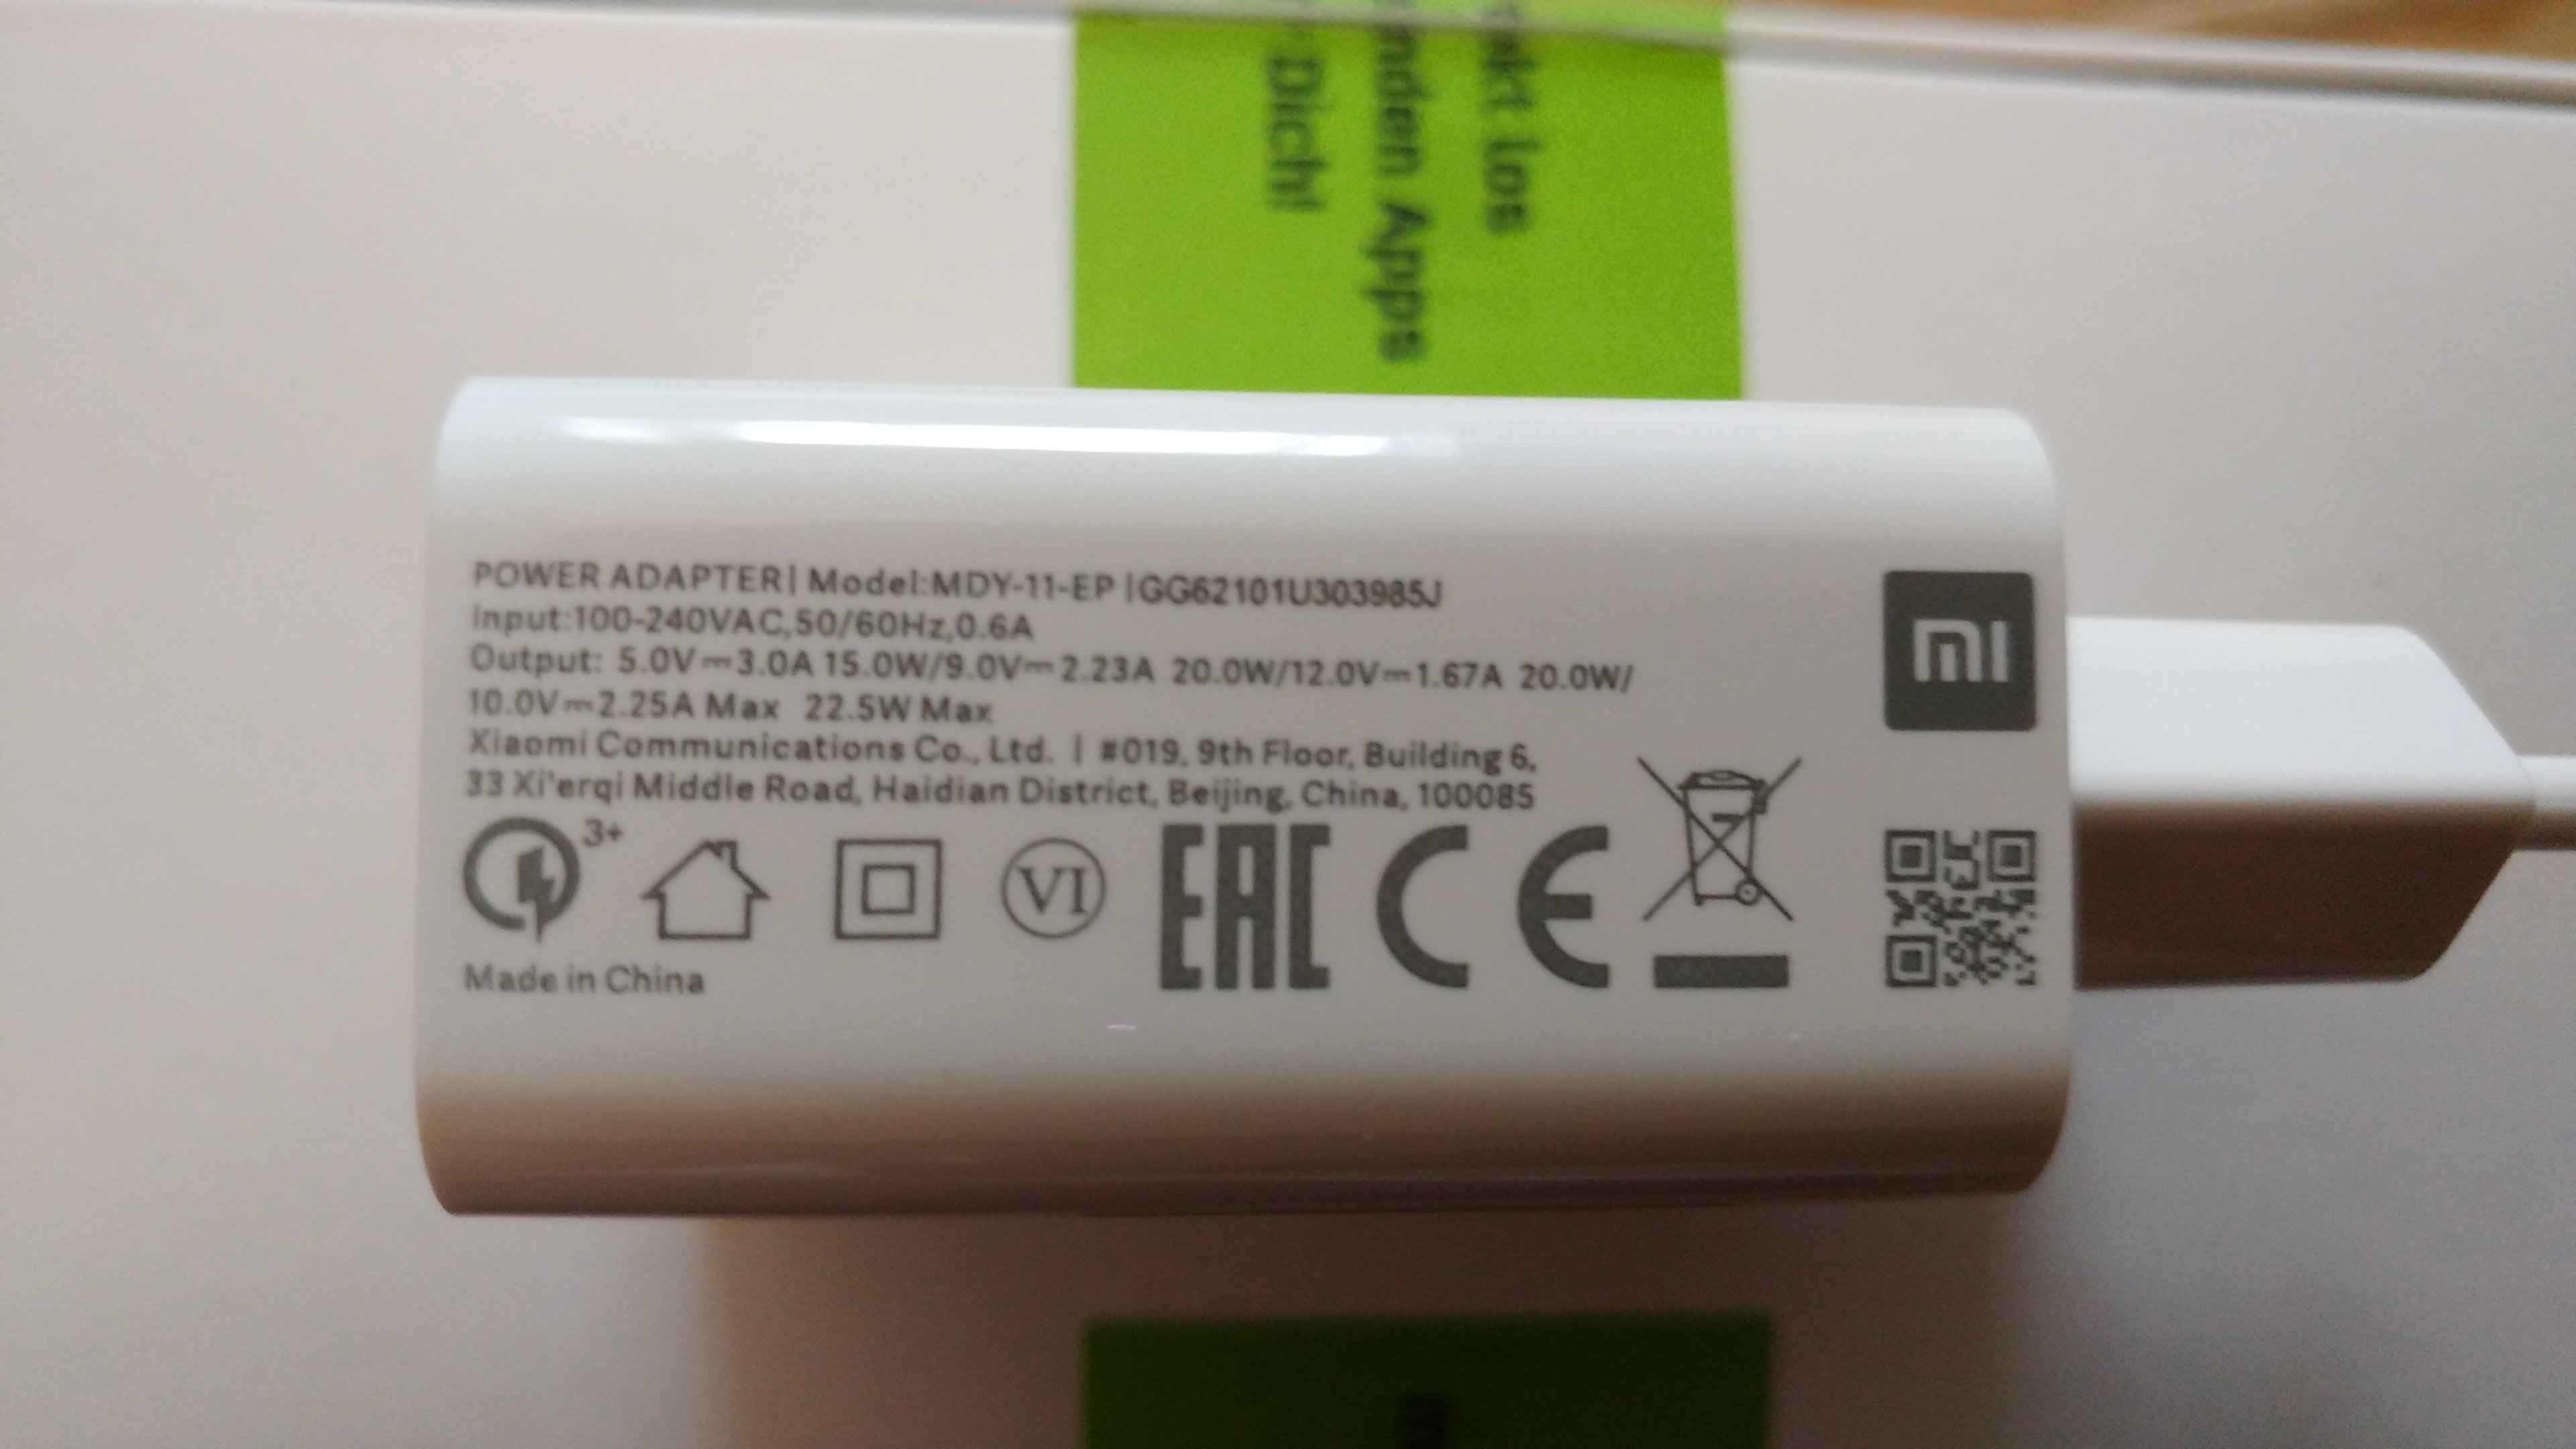 los
Apps
Dich!
POWER ADAPTER| Model:MDY-11-EP |GG62101U303985J
Input:100-240VAC,50/60Hz,0.6A
Output: 5.0V⎓3.0A 15.0W/9.0V⎓2.23A 20.0W/12.0V⎓1.67A 20.0W/
10.0V⎓2.25A Max 22.5W Max
Xiaomi Communications Co., Ltd. | #019, 9th Floor, Building 6,
33 Xi'erqi Middle Road, Haidian District, Beijing, China, 100085
3+
VI
EAC
CE
Made in China
mi